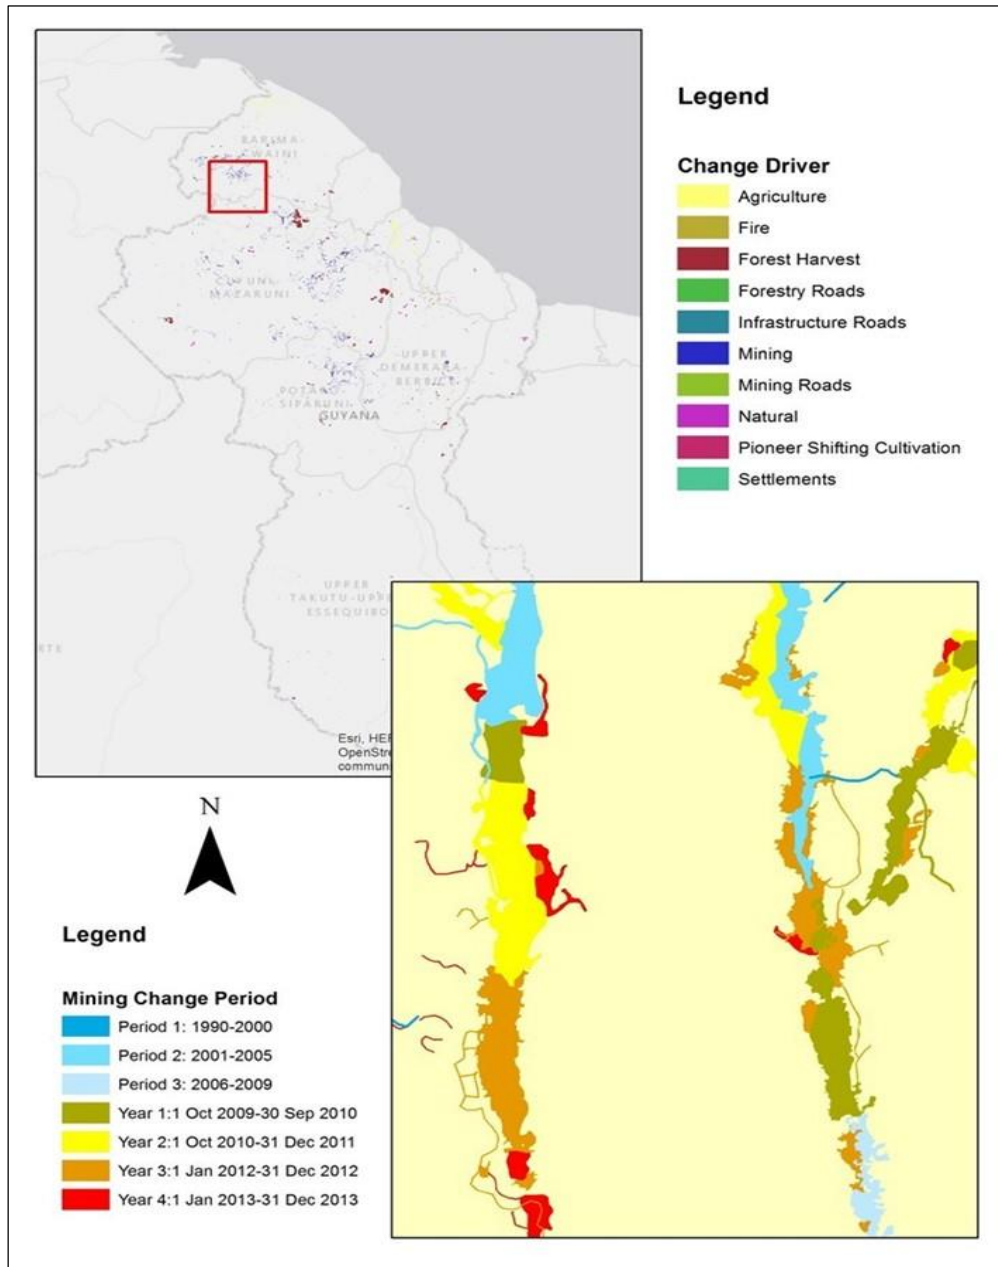 BARIMA-
WAINI
CUYUNI-
MAZARUNI
UPPER
DEMERARA-
BERBICE
POTARO-
SIPARUNI
GUYANA
UPPER
TAKUTU-UPPER
ESSEQUIBO
RTE
Esri, HER
OpenStre
commun
Legend
Change Driver
Agriculture
Fire
Forest Harvest
Forestry Roads
Infrastructure Roads
Mining
Mining Roads
Natural
Pioneer Shifting Cultivation
Settlements
N
Legend
Mining Change Period
Period 1: 1990-2000
Period 2: 2001-2005
Period 3: 2006-2009
Year 1:1 Oct 2009-30 Sep 2010
Year 2:1 Oct 2010-31 Dec 2011
Year 3:1 Jan 2012-31 Dec 2012
Year 4:1 Jan 2013-31 Dec 2013